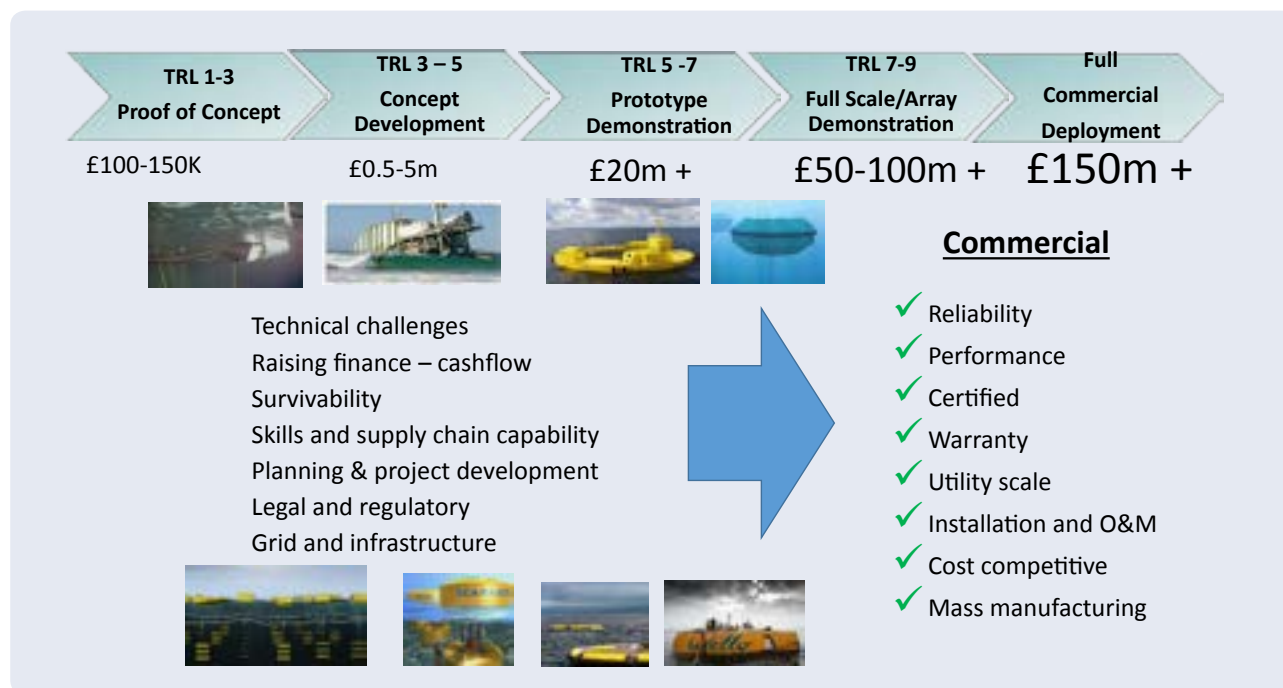 TRL 1-3
Proof of Concept
TRL 3 – 5
Concept
Development
TRL 5 -7
Prototype
Demonstration
TRL 7-9
Full Scale/Array
Demonstration
Full
Commercial
Deployment
£100-150K
£0.5-5m
£20m +
£50-100m +
£150m +
Commercial
Technical challenges
Raising finance – cashflow
Survivability
Skills and supply chain capability
Planning & project development
Legal and regulatory
Grid and infrastructure
Reliability
Performance
Certified
Warranty
Utility scale
Installation and O&M
Cost competitive
Mass manufacturing